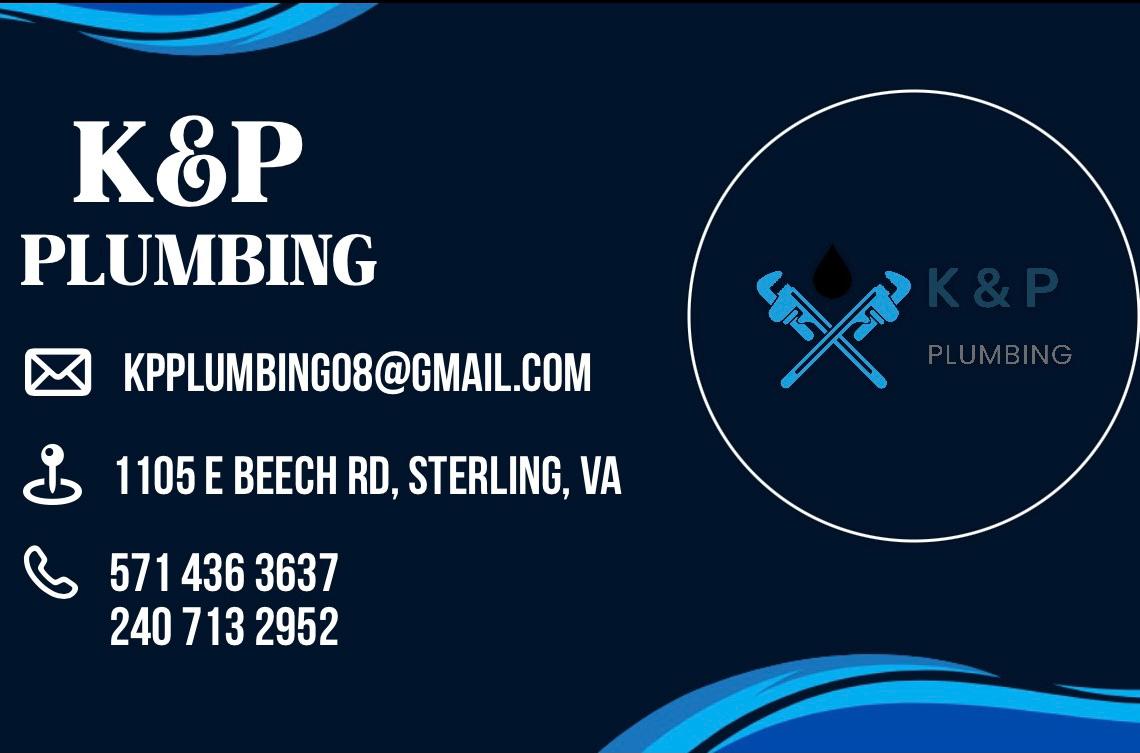 K&P
PLUMBING
KPPLUMBING08@GMAIL.COM
1105 E BEECH RD, STERLING, VA
571 436 3637
240 713 2952
K & P
PLUMBING